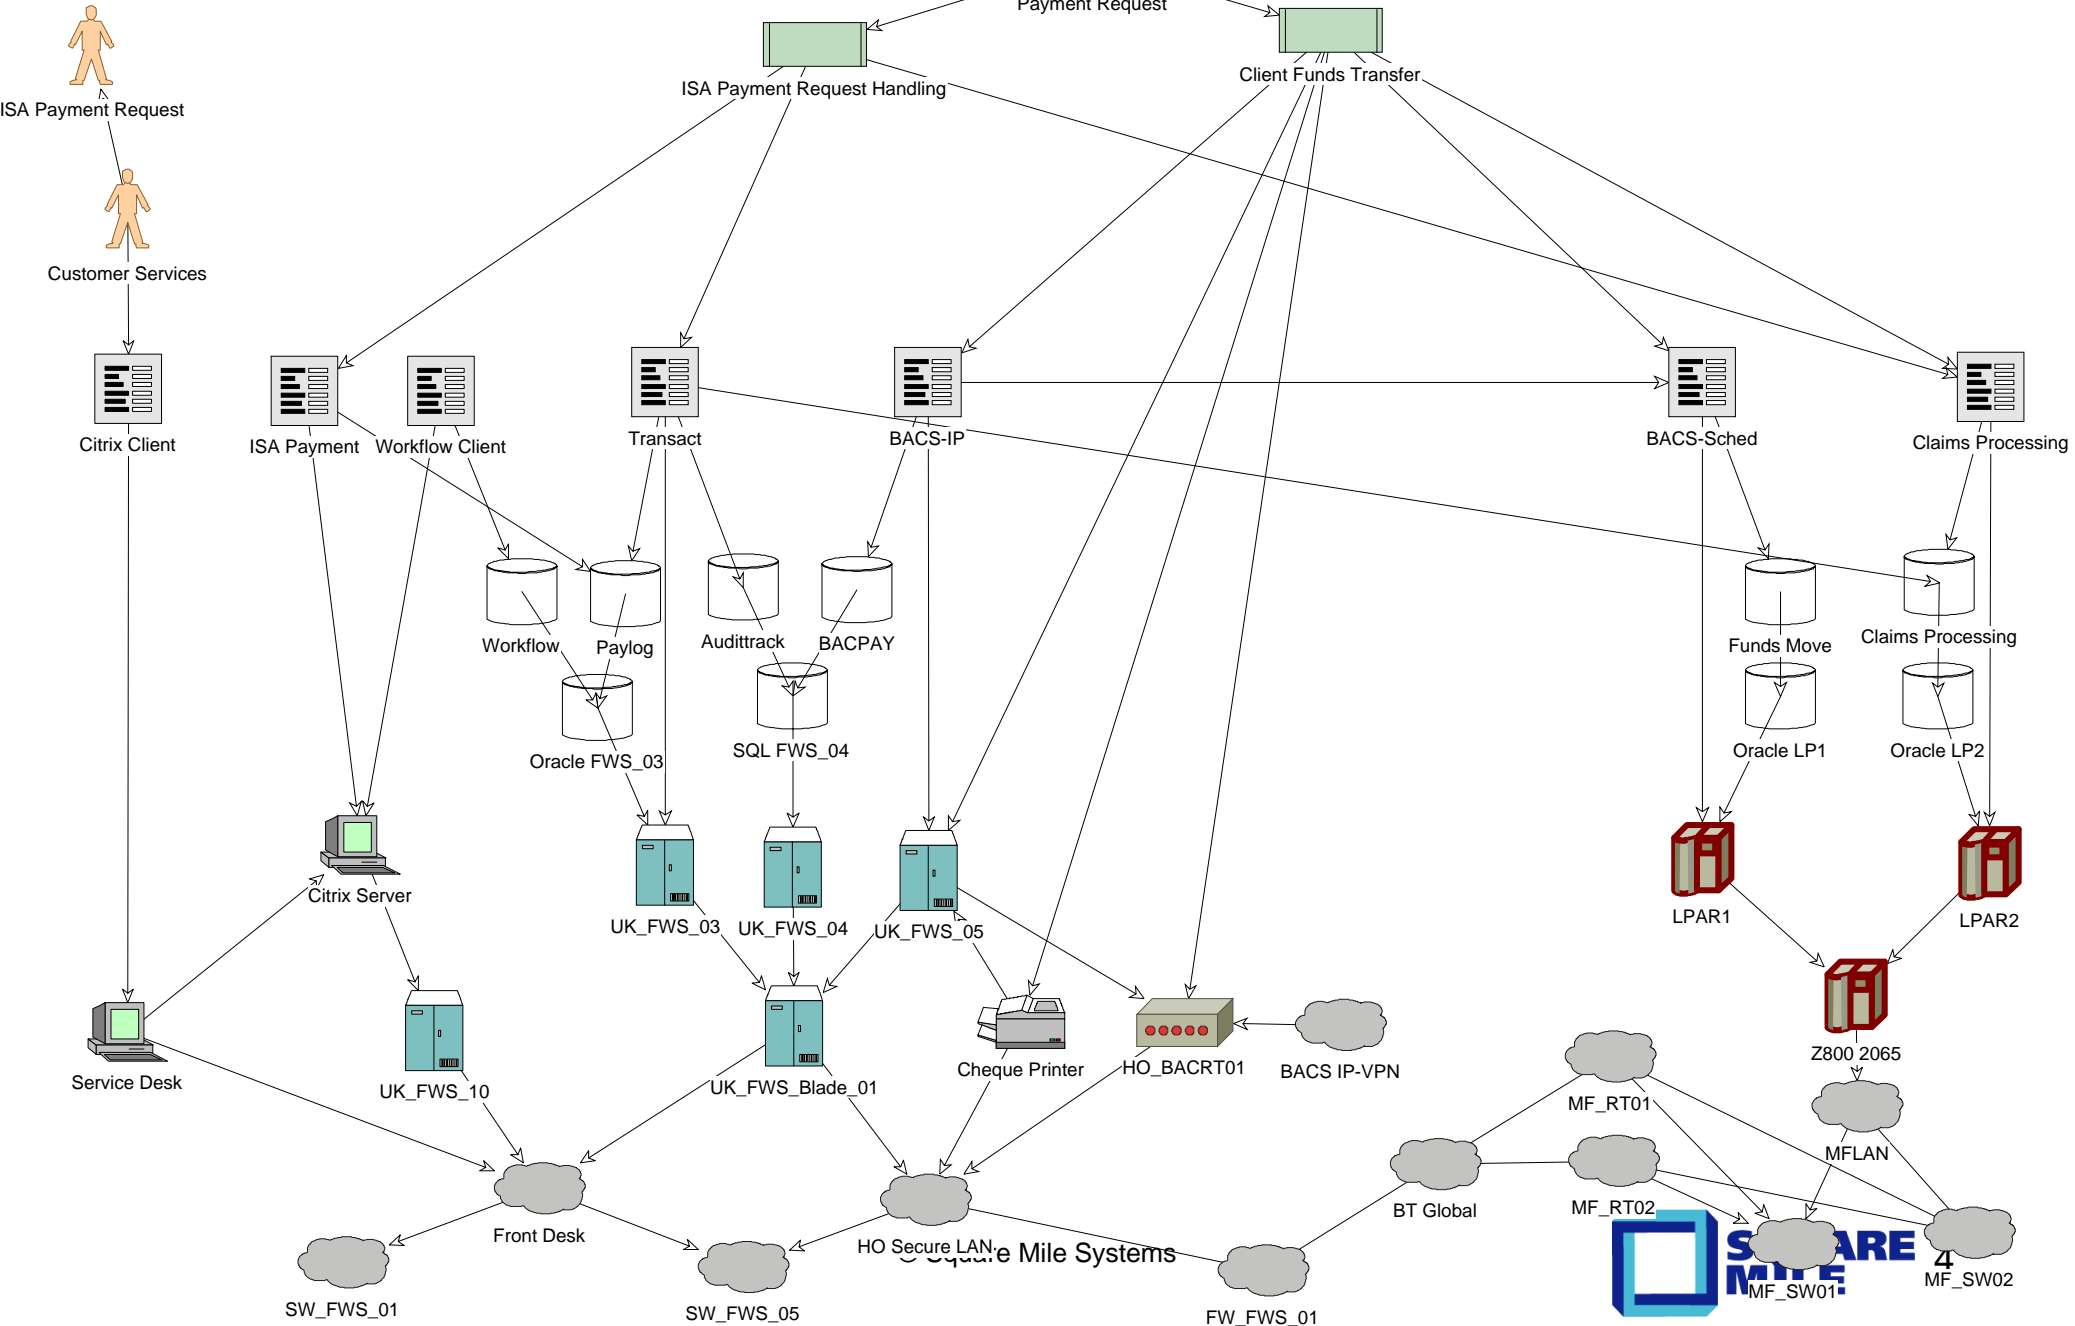 Payment Request
ISA Payment Request
ISA Payment Request Handling
Client Funds Transfer
Customer Services
Citrix Client
ISA Payment
Workflow Client
Transact
BACS-IP
BACS-Sched
Claims Processing
Workflow
Paylog
Audittrack
BACPAY
Funds Move
Claims Processing
Oracle FWS_03
SQL FWS_04
Oracle LP1
Oracle LP2
Citrix Server
UK_FWS_03
UK_FWS_04
UK_FWS_05
LPAR1
LPAR2
Service Desk
UK_FWS_10
UK_FWS_Blade_01
Cheque Printer
HO_BACRT01
BACS IP-VPN
Z800 2065
MF_RT01
MFLAN
Front Desk
HO Secure LAN
BT Global
MF_RT02
© Square Mile Systems
SQUARE
MILE
4
SW_FWS_01
SW_FWS_05
FW_FWS_01
MF_SW01
MF_SW02